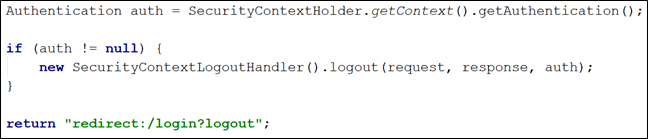 Authentication auth = SecurityContextHolder.getContext().getAuthentication();
if (auth != null) {
new SecurityContextLogoutHandler().logout(request, response, auth);
}
return "redirect:/login?logout";